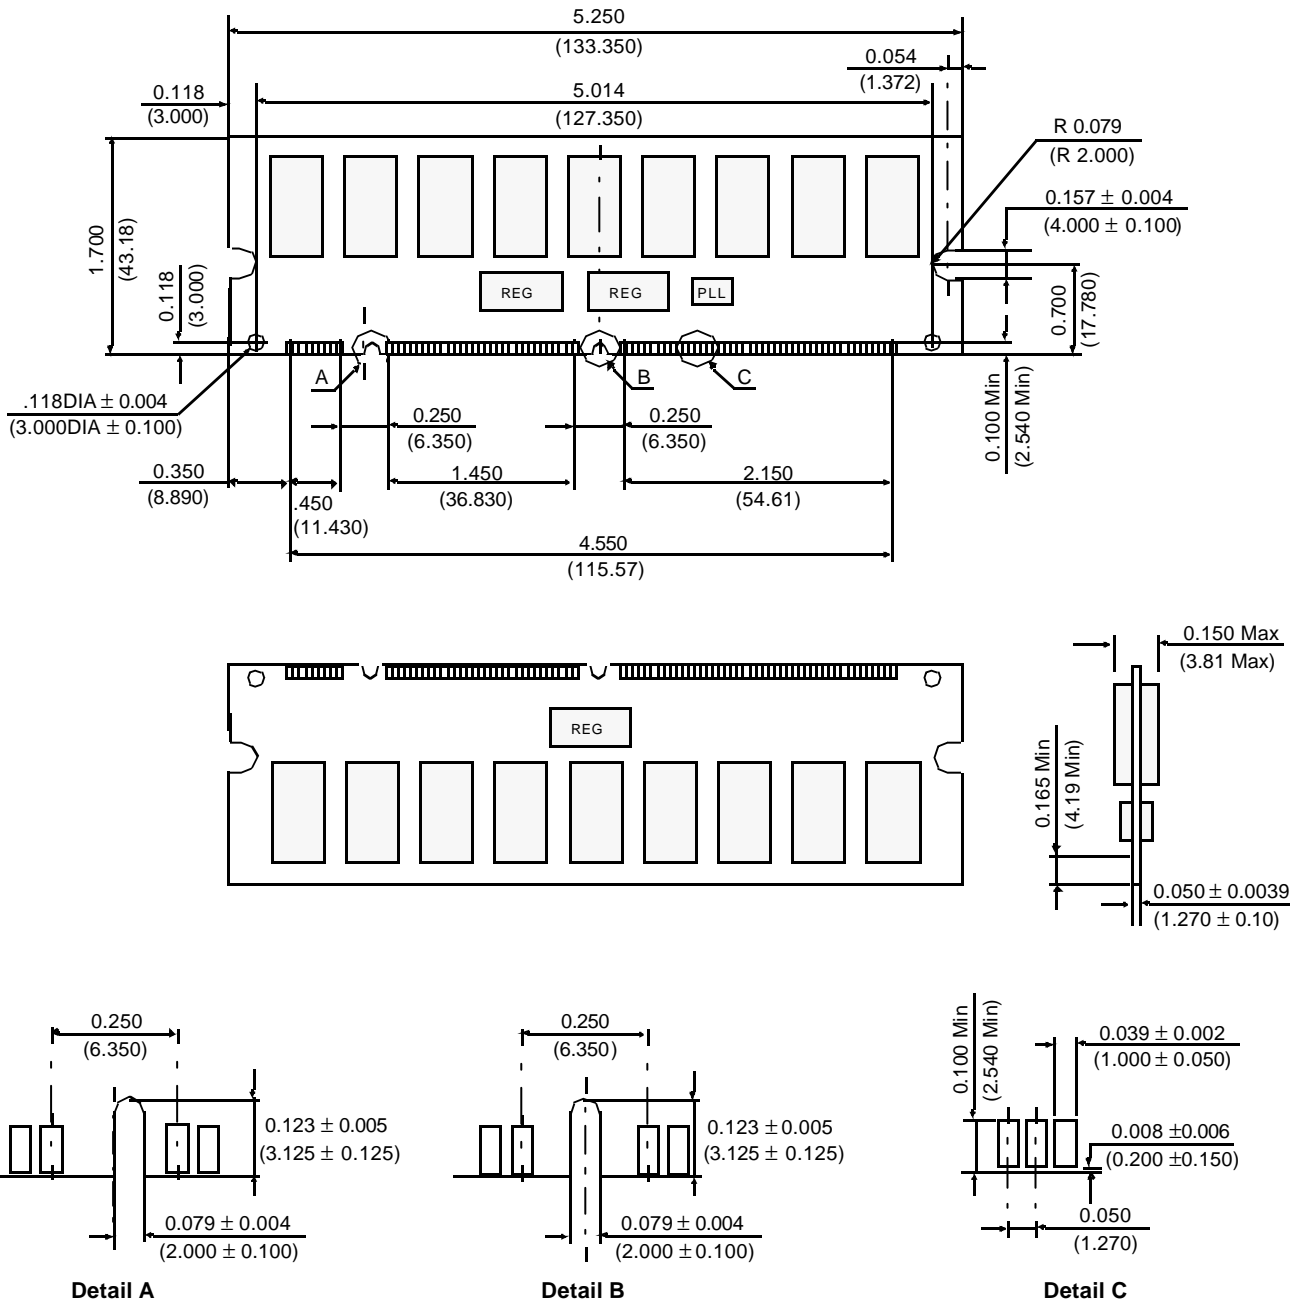 5.250
(133.350)
0.054
(1.372)
0.118
(3.000)
5.014
(127.350)
R 0.079
(R 2.000)
0.157 ± 0.004
(4.000 ± 0.100)
1.700
(43.18)
0.118
(3.000)
REG
REG
PLL
0.700
(17.780)
A
B
C
.118DIA ± 0.004
(3.000DIA ± 0.100)
0.250
(6.350)
0.250
(6.350)
0.100 Min
(2.540 Min)
0.350
(8.890)
.450
(11.430)
1.450
(36.830)
2.150
(54.61)
4.550
(115.57)
0.150 Max
(3.81 Max)
REG
0.165 Min
(4.19 Min)
0.050 ± 0.0039
(1.270 ± 0.10)
0.250
(6.350)
0.123 ± 0.005
(3.125 ± 0.125)
0.079 ± 0.004
(2.000 ± 0.100)
Detail A
0.250
(6.350)
0.123 ± 0.005
(3.125 ± 0.125)
0.079 ± 0.004
(2.000 ± 0.100)
Detail B
0.100 Min
(2.540 Min)
0.039 ± 0.002
(1.000 ± 0.050)
0.008 ±0.006
(0.200 ±0.150)
0.050
(1.270)
Detail C